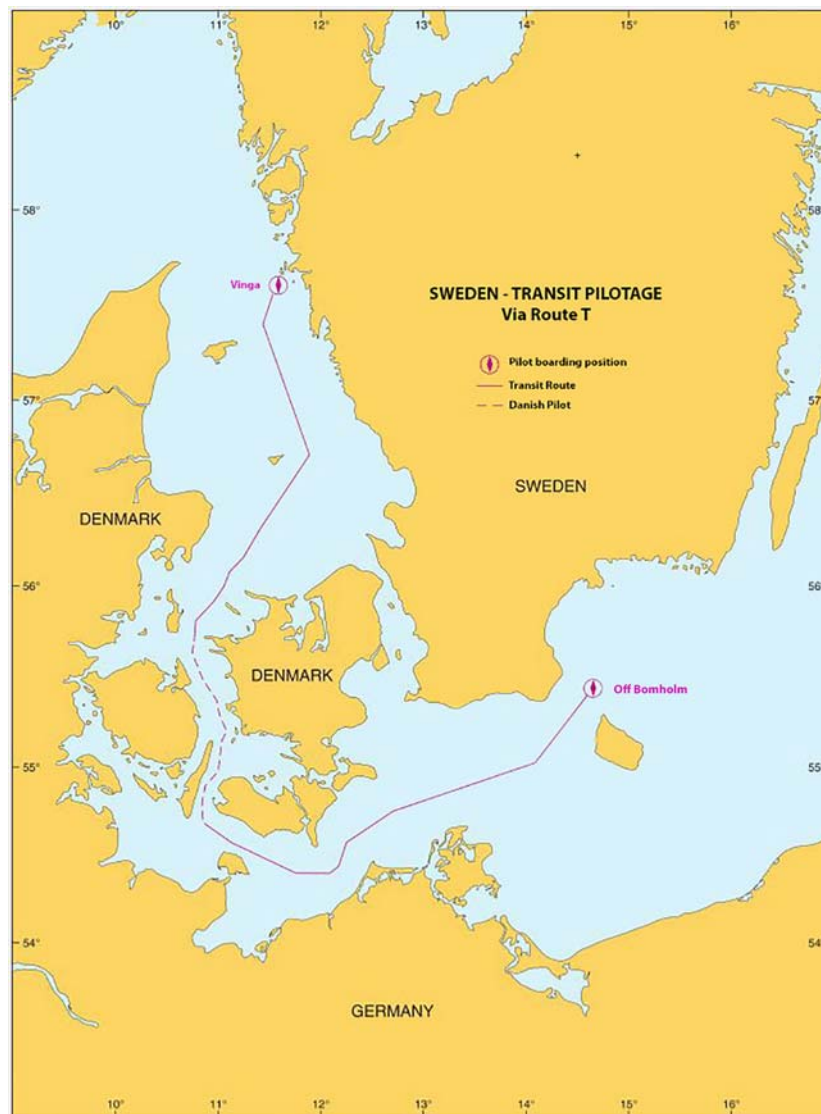 10° 11° 12° 13° 14° 15° 16°
58° 58°
Vinga
SWEDEN - TRANSIT PILOTAGE
Via Route T
Pilot boarding position
Transit Route
Danish Pilot
57° 57°
SWEDEN
DENMARK
56° 56°
DENMARK
Off Bomholm
55° 55°
54° 54°
GERMANY
10° 11° 12° 13° 14° 15° 16°